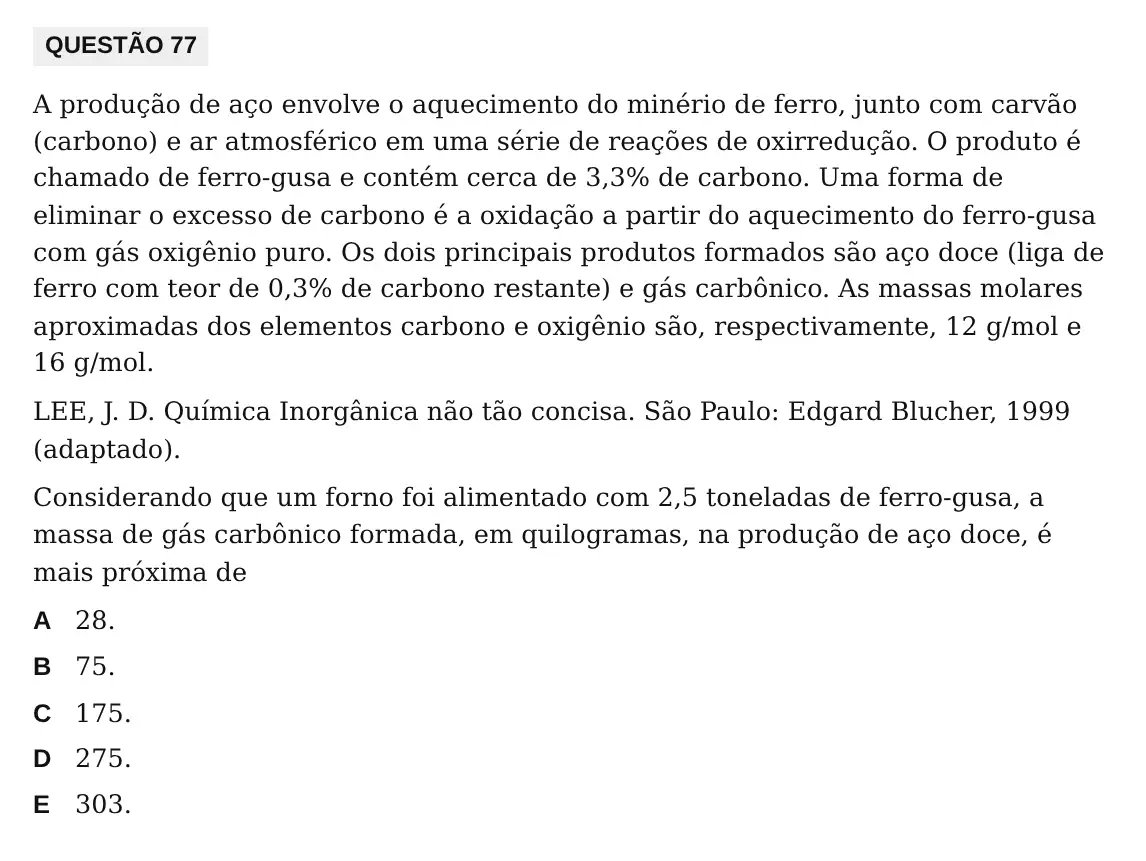 QUESTÃO 77
A produção de aço envolve o aquecimento do minério de ferro, junto com carvão
(carbono) e ar atmosférico em uma série de reações de oxirredução. O produto é
chamado de ferro-gusa e contém cerca de 3,3% de carbono. Uma forma de
eliminar o excesso de carbono é a oxidação a partir do aquecimento do ferro-gusa
com gás oxigênio puro. Os dois principais produtos formados são aço doce (liga de
ferro com teor de 0,3% de carbono restante) e gás carbônico. As massas molares
aproximadas dos elementos carbono e oxigênio são, respectivamente, 12 g/mol e
16 g/mol.
LEE, J. D. Química Inorgânica não tão concisa. São Paulo: Edgard Blucher, 1999
(adaptado).
Considerando que um forno foi alimentado com 2,5 toneladas de ferro-gusa, a
massa de gás carbônico formada, em quilogramas, na produção de aço doce, é
mais próxima de
A 28.
B 75.
C 175.
D 275.
E 303.